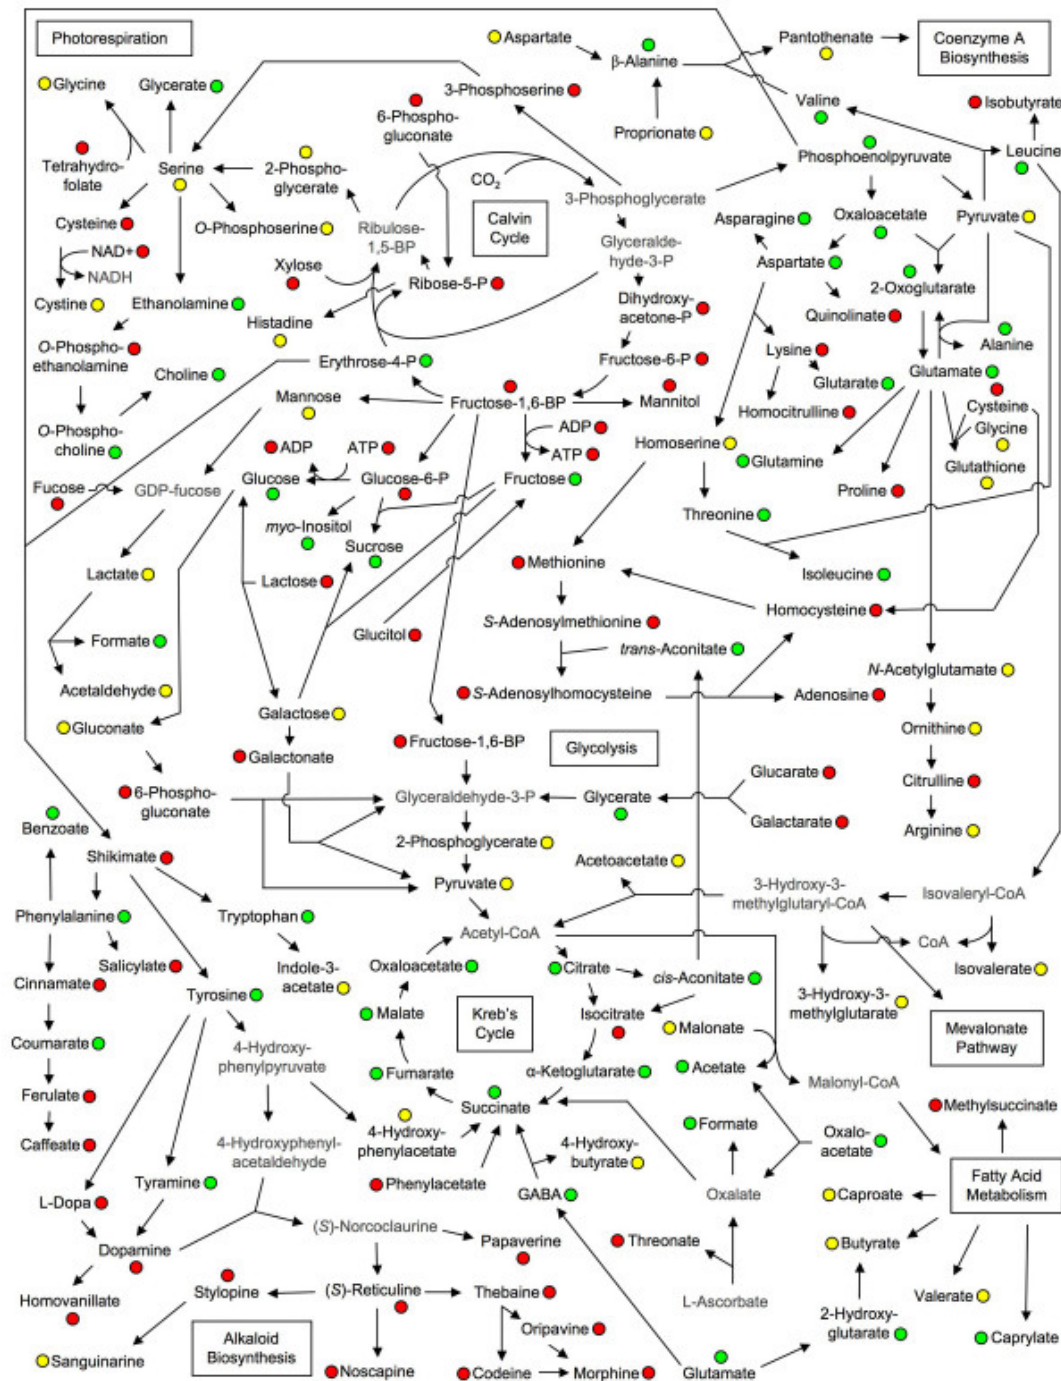 Photorespiration
Aspartate
Pantothenate
Coenzyme A
Biosynthesis
Glycine
Glycerate
β-Alanine
3-Phosphoserine
6-Phospho-
gluconate
Valine
Isobutyrate
Tetrahydro-
folate
Serine
2-Phospho-
glycerate
Proprionate
Phosphoenolpyruvate
Leucine
CO2
3-Phosphoglycerate
Cysteine
O-Phosphoserine
Ribulose-
1,5-BP
Calvin
Cycle
Asparagine
Oxaloacetate
Pyruvate
NAD+
NADH
Xylose
Ribose-5-P
Glyceralde-
hyde-3-P
Aspartate
2-Oxoglutarate
Cystine
Ethanolamine
Histadine
Dihydroxy-
acetone-P
Quinolinate
Alanine
O-Phospho-
ethanolamine
Choline
Erythrose-4-P
Fructose-6-P
Lysine
Glutarate
Glutamate
Mannose
Fructose-1,6-BP
Mannitol
Homocitrulline
Cysteine
Glycine
O-Phospho-
choline
ADP
ATP
ADP
ATP
Homoserine
Glutamine
Glutathione
Fucose
GDP-fucose
Glucose
Glucose-6-P
Fructose
Proline
myo-Inositol
Sucrose
Threonine
Lactate
Lactose
Methionine
Isoleucine
Homocysteine
Formate
Glucitol
S-Adenosylmethionine
trans-Aconitate
Acetaldehyde
N-Acetylglutamate
S-Adenosylhomocysteine
Adenosine
Gluconate
Galactose
Ornithine
Galactonate
Fructose-1,6-BP
Glycolysis
6-Phospho-
gluconate
Glyceraldehyde-3-P
Glycerate
Glucarate
Galactarate
Citrulline
Arginine
Benzoate
2-Phosphoglycerate
Acetoacetate
Shikimate
Pyruvate
3-Hydroxy-3-
methylglutaryl-CoA
Isovaleryl-CoA
Phenylalanine
Tryptophan
Acetyl-CoA
CoA
Cinnamate
Salicylate
Indole-3-
acetate
Oxaloacetate
Citrate
cis-Aconitate
Isovalerate
Tyrosine
Malate
Kreb's
Cycle
Isocitrate
3-Hydroxy-3-
methylglutarate
Coumarate
4-Hydroxy-
phenylpyruvate
Malonate
Mevalonate
Pathway
Ferulate
Fumarate
α-Ketoglutarate
Acetate
Malonyl-CoA
Caffeate
Succinate
Methylsuccinate
4-Hydroxyphenyl-
acetaldehyde
4-Hydroxy-
phenylacetate
4-Hydroxy-
butyrate
Formate
Oxalo-
acetate
Tyramine
Phenylacetate
GABA
Oxalate
Caproate
Fatty Acid
Metabolism
L-Dopa
(S)-Norcoclaurine
Papaverine
Threonate
Butyrate
Dopamine
Homovanillate
Stylopine
(S)-Reticuline
Thebaine
L-Ascorbate
Valerate
Oripavine
2-Hydroxy-
glutarate
Caprylate
Sanguinarine
Alkaloid
Biosynthesis
Noscapine
Codeine
Morphine
Glutamate